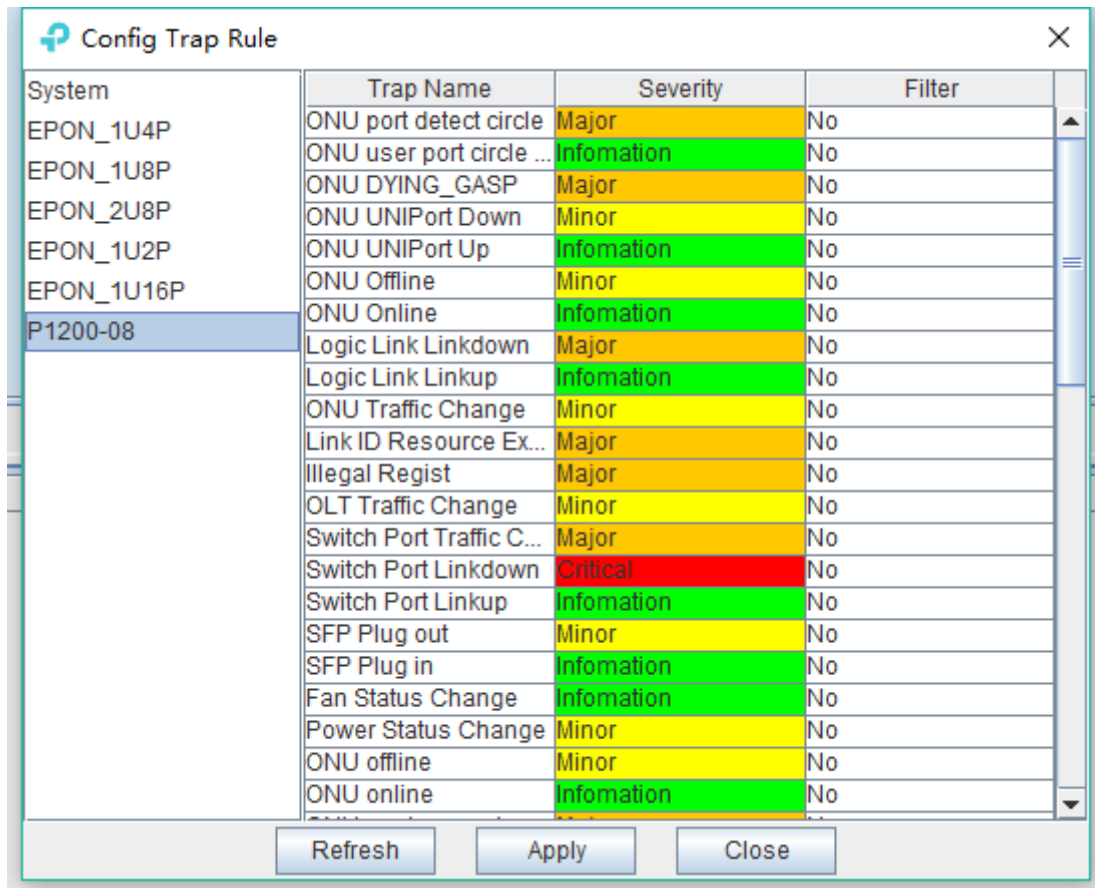 Config Trap Rule
System
EPON_1U4P
EPON_1U8P
EPON_2U8P
EPON_1U2P
EPON_1U16P
P1200-08
Trap Name Severity Filter
ONU port detect circle Major No
ONU user port circle ... Infomation No
ONU DYING_GASP Major No
ONU UNIPort Down Minor No
ONU UNIPort Up Infomation No
ONU Offline Minor No
ONU Online Infomation No
Logic Link Linkdown Major No
Logic Link Linkup Infomation No
ONU Traffic Change Minor No
Link ID Resource Ex... Major No
Illegal Regist Major No
OLT Traffic Change Minor No
Switch Port Traffic C... Major No
Switch Port Linkdown Critical No
Switch Port Linkup Infomation No
SFP Plug out Minor No
SFP Plug in Infomation No
Fan Status Change Infomation No
Power Status Change Minor No
ONU offline Minor No
ONU online Infomation No
Refresh Apply Close